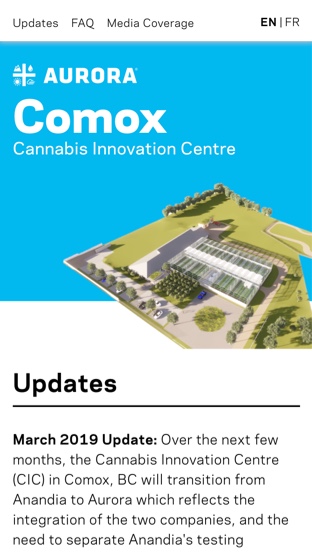 Updates FAQ Media Coverage EN | FR
AURORA
Comox
Cannabis Innovation Centre
Updates
March 2019 Update: Over the next few
months, the Cannabis Innovation Centre
(CIC) in Comox, BC will transition from
Anandia to Aurora which reflects the
integration of the two companies, and the
need to separate Anandia's testing